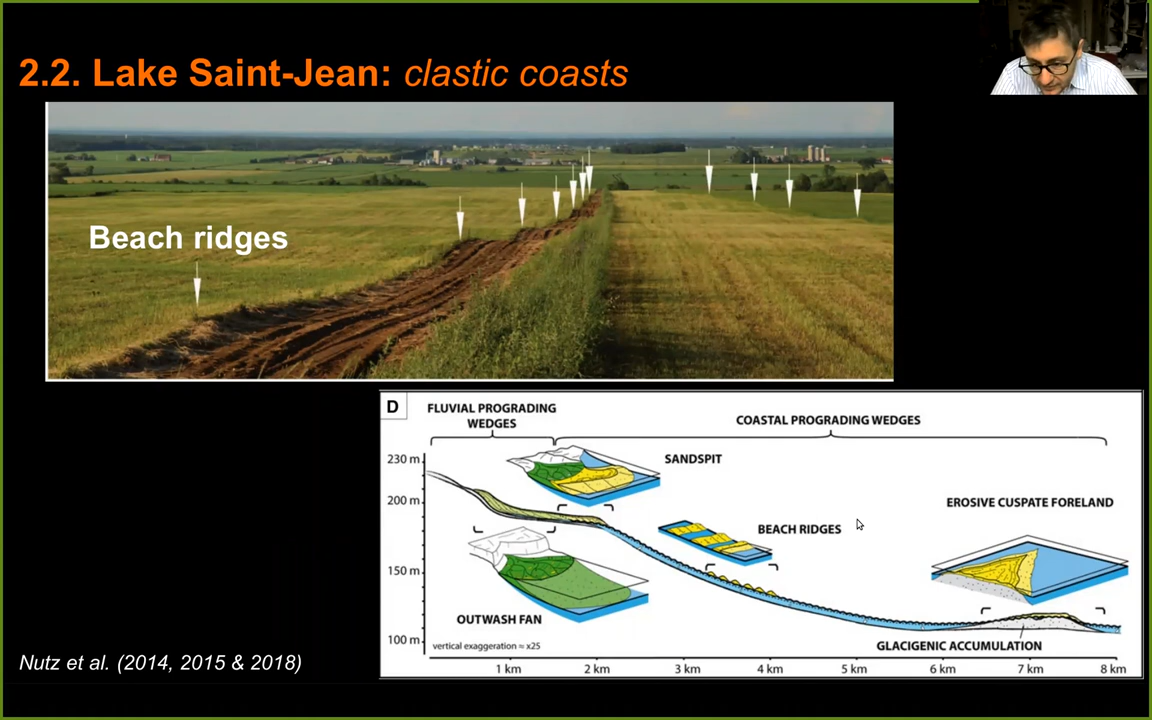 2.2. Lake Saint-Jean: clastic coasts
Beach ridges
D
FLUVIAL PROGRADING
WEDGES
COASTAL PROGRADING WEDGES
230 m
200 m
150 m
100 m
SANDSPIT
BEACH RIDGES
EROSIVE CUSPATE FORELAND
OUTWASH FAN
GLACIGENIC ACCUMULATION
vertical exaggeration ≈ x25
1 km 2 km 3 km 4 km 5 km 6 km 7 km 8 km
Nutz et al. (2014, 2015 & 2018)